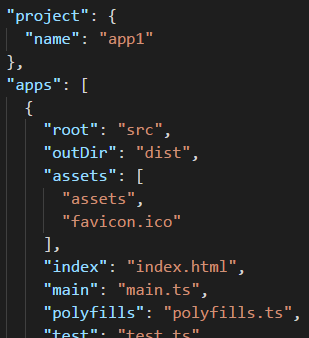 "project": {
"name": "app1"
},
"apps": [
{
"root": "src",
"outDir": "dist",
"assets": [
"assets",
"favicon.ico"
],
"index": "index.html",
"main": "main.ts",
"polyfills": "polyfills.ts",
"test": "test.ts"